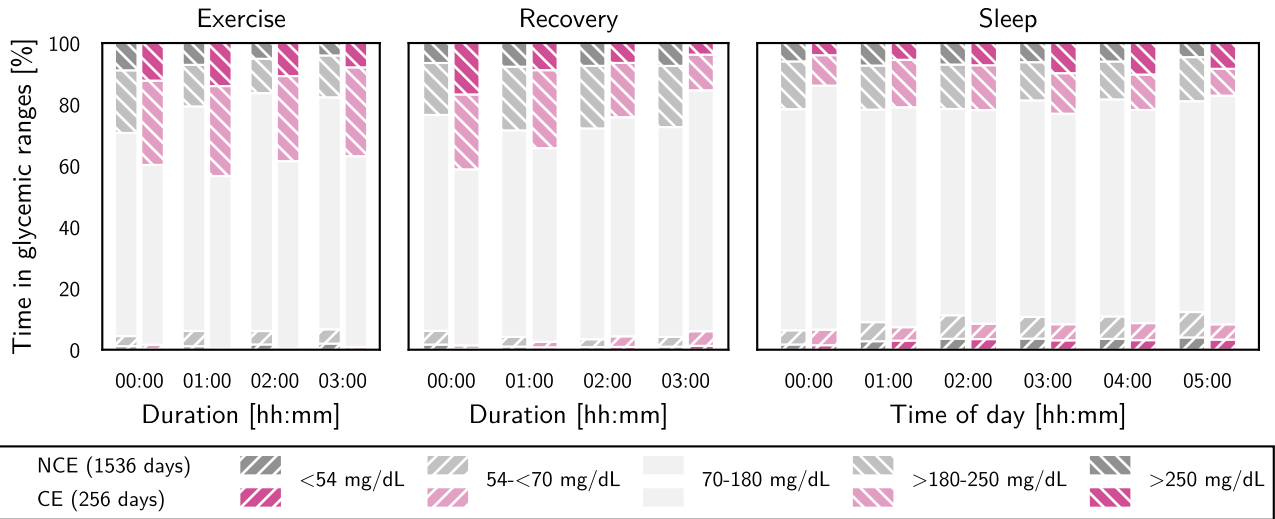 Exercise Recovery Sleep
Time in glycemic ranges [%]
100
80
60
40
20
0
00:00 01:00 02:00 03:00 00:00 01:00 02:00 03:00 00:00 01:00 02:00 03:00 04:00 05:00
Duration [hh:mm] Duration [hh:mm] Time of day [hh:mm]
NCE (1536 days)
CE (256 days)
<54 mg/dL 54-<70 mg/dL 70-180 mg/dL >180-250 mg/dL >250 mg/dL